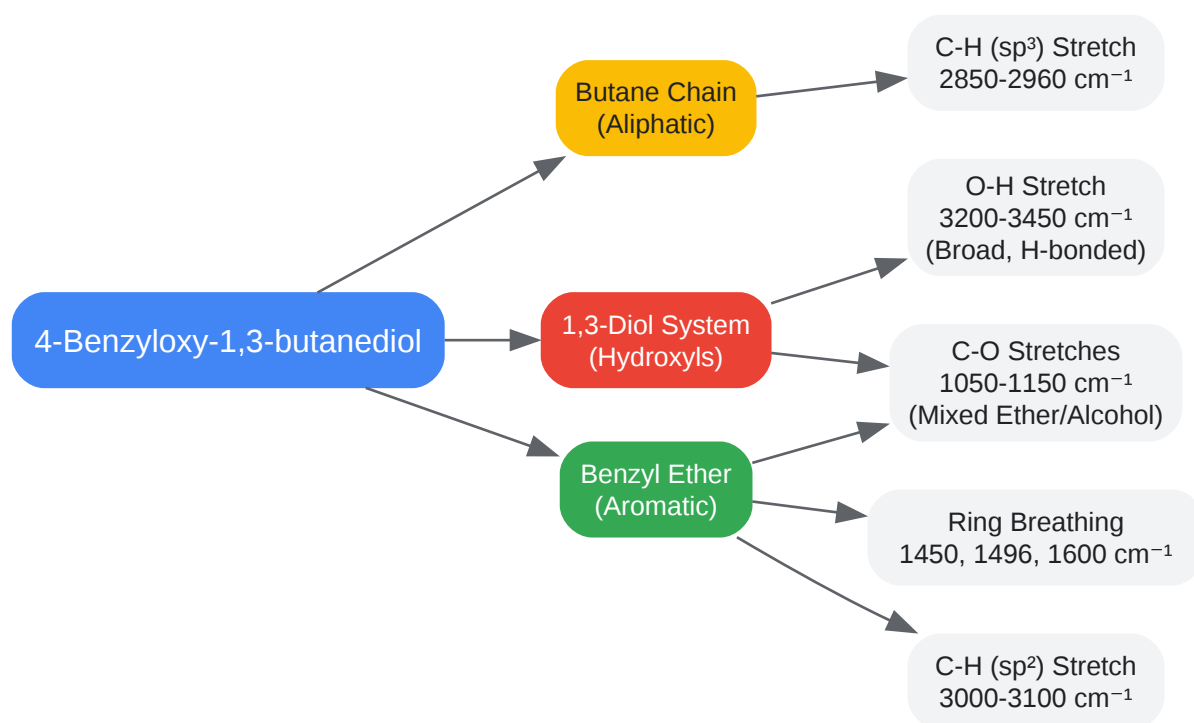 4-Benzyloxy-1,3-butanediol
Butane Chain
(Aliphatic)
1,3-Diol System
(Hydroxyls)
Benzyl Ether
(Aromatic)
C-H (sp³) Stretch
2850-2960 cm⁻¹
O-H Stretch
3200-3450 cm⁻¹
(Broad, H-bonded)
C-O Stretches
1050-1150 cm⁻¹
(Mixed Ether/Alcohol)
Ring Breathing
1450, 1496, 1600 cm⁻¹
C-H (sp²) Stretch
3000-3100 cm⁻¹